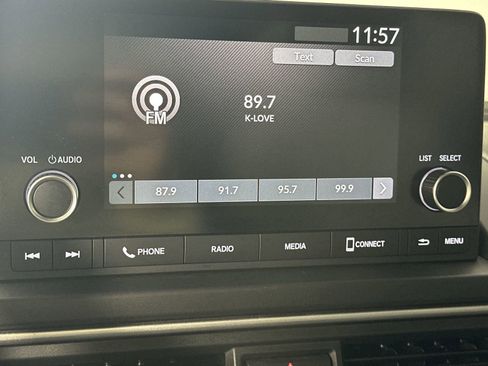 11:57
Text Scan
FM
89.7
K-LOVE
VOL AUDIO
LIST SELECT
87.9 91.7 95.7 99.9
PHONE RADIO MEDIA CONNECT MENU